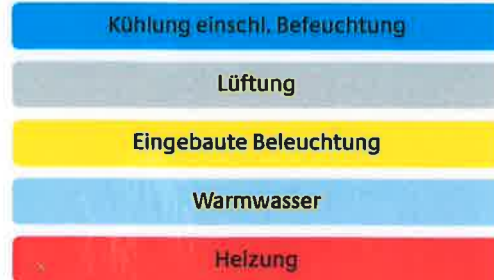 Kühlung einschl. Befeuchtung
Lüftung
Eingebaute Beleuchtung
Warmwasser
Heizung